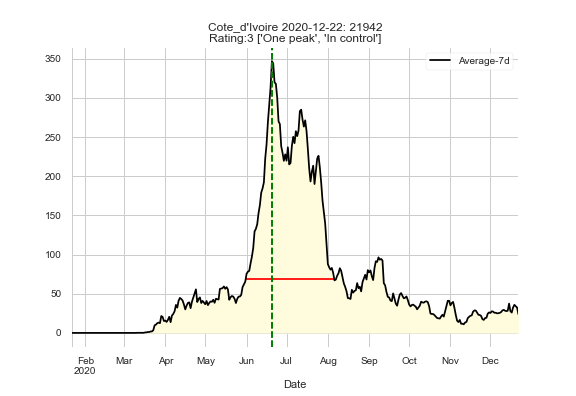 Cote_d'Ivoire 2020-12-22: 21942
Rating:3 ['One peak', 'In control']
Average-7d
350
300
250
200
150
100
50
0
Feb Mar Apr May Jun Jul Aug Sep Oct Nov Dec
2020
Date